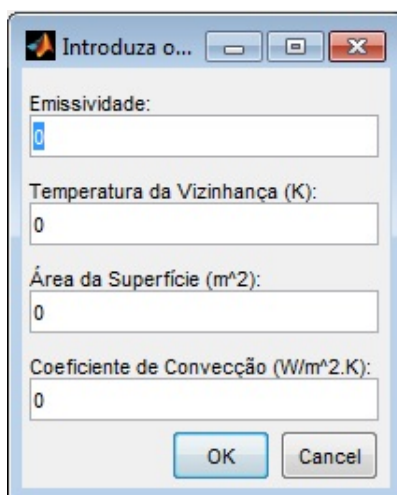 Introduza o...
Emissividade:
0
Temperatura da Vizinhança (K):
0
Área da Superfície (m^2):
0
Coeficiente de Convecção (W/m^2.K):
0
OK Cancel